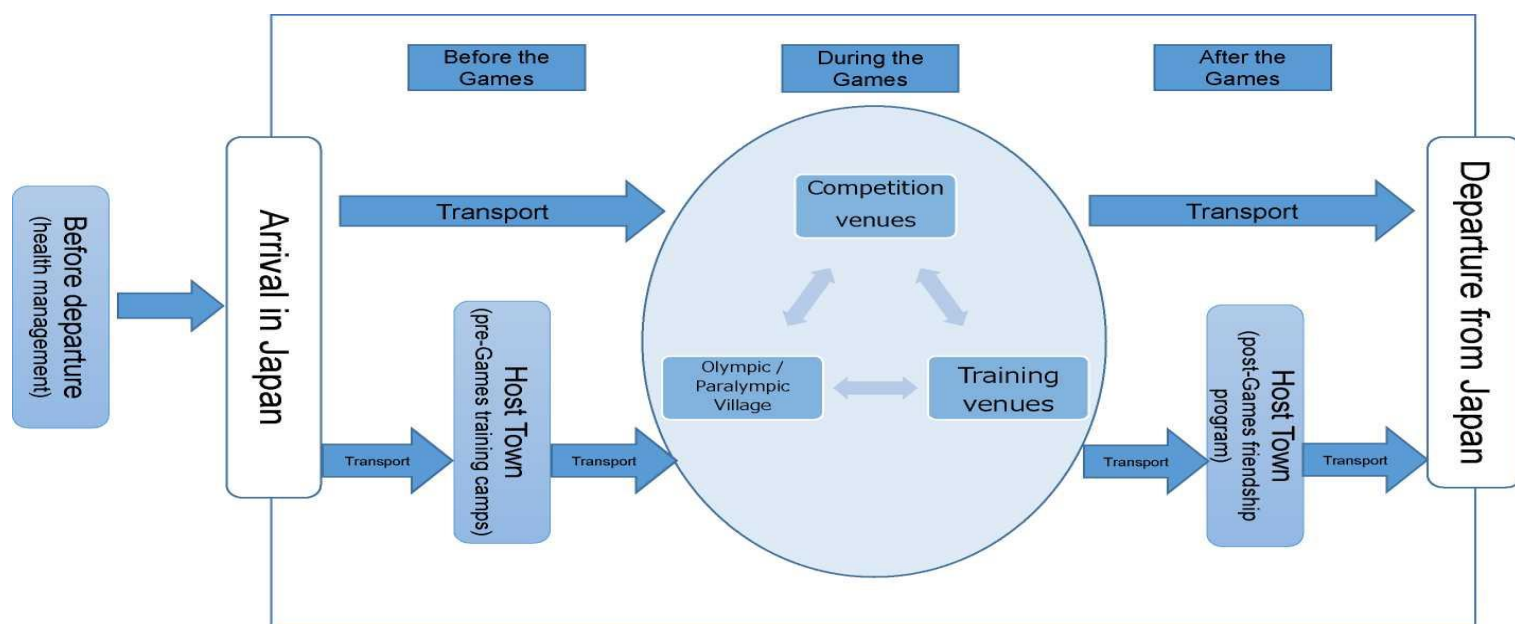 Before the
Games
During the
Games
After the
Games
Before departure
(health management)
Arrival in Japan
Transport
Transport
Host Town
(pre-Games training camps)
Transport
Competition
venues
Olympic /
Paralympic
Village
Training
venues
Transport
Transport
Host Town
(post-Games friendship
program)
Transport
Departure from Japan